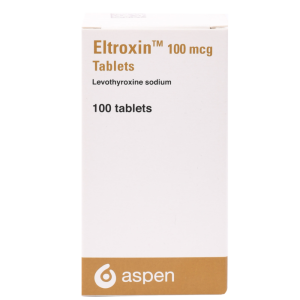 Eltroxin™ 100 mcg
Tablets
Levothyroxine sodium
100 tablets
aspen